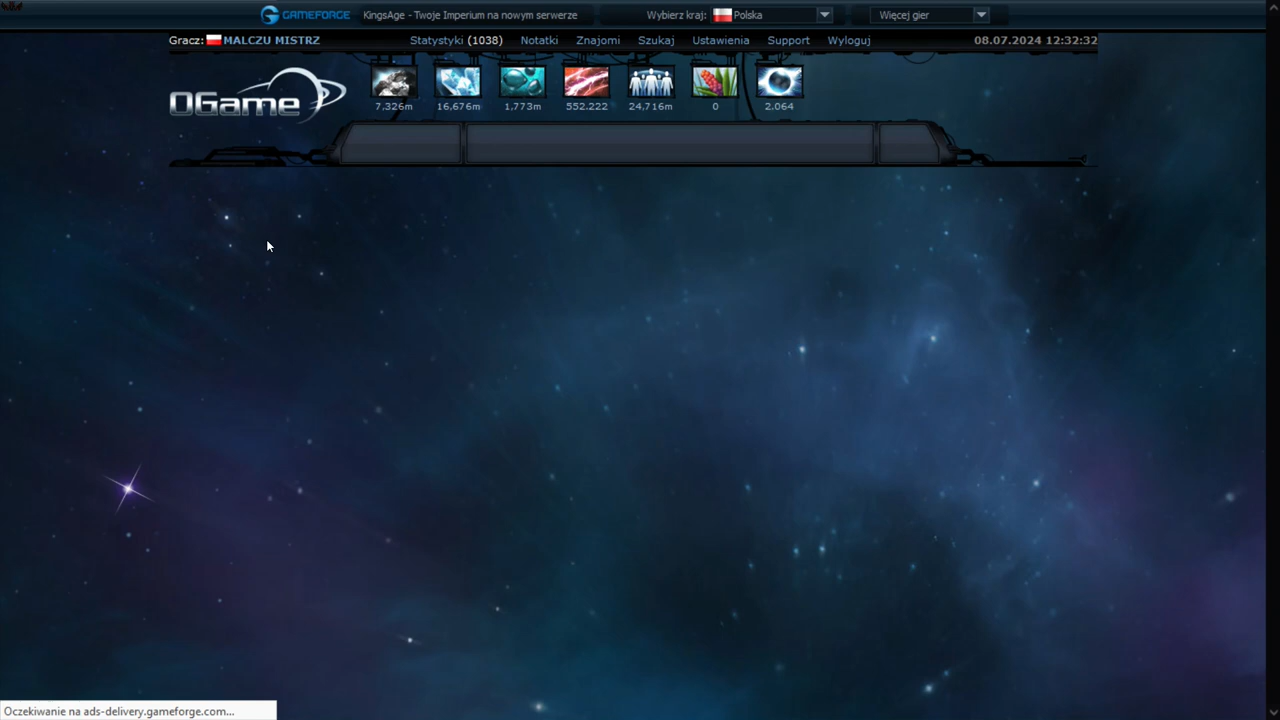 GAMEFORGE KingsAge - Twoje Imperium na nowym serwerze Wybierz kraj: Polska Więcej gier
Gracz: MALCZU MISTRZ Statystyki (1038) Notatki Znajomi Szukaj Ustawienia Support Wyloguj 08.07.2024 12:32:32
OGame
7,326m 16,676m 1,773m 552.222 24,716m 0 2.064
Oczekiwanie na ads-delivery.gameforge.com...